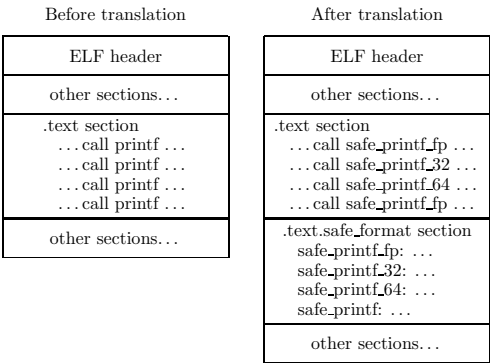 Before translation
ELF header
other sections...
.text section
...call printf ...
...call printf ...
...call printf ...
...call printf ...
other sections...
After translation
ELF header
other sections...
.text section
...call safe_printf_fp ...
...call safe_printf_32 ...
...call safe_printf_64 ...
...call safe_printf_fp ...
.text.safe_format section
safe_printf_fp: ...
safe_printf_32: ...
safe_printf_64: ...
safe_printf: ...
other sections...